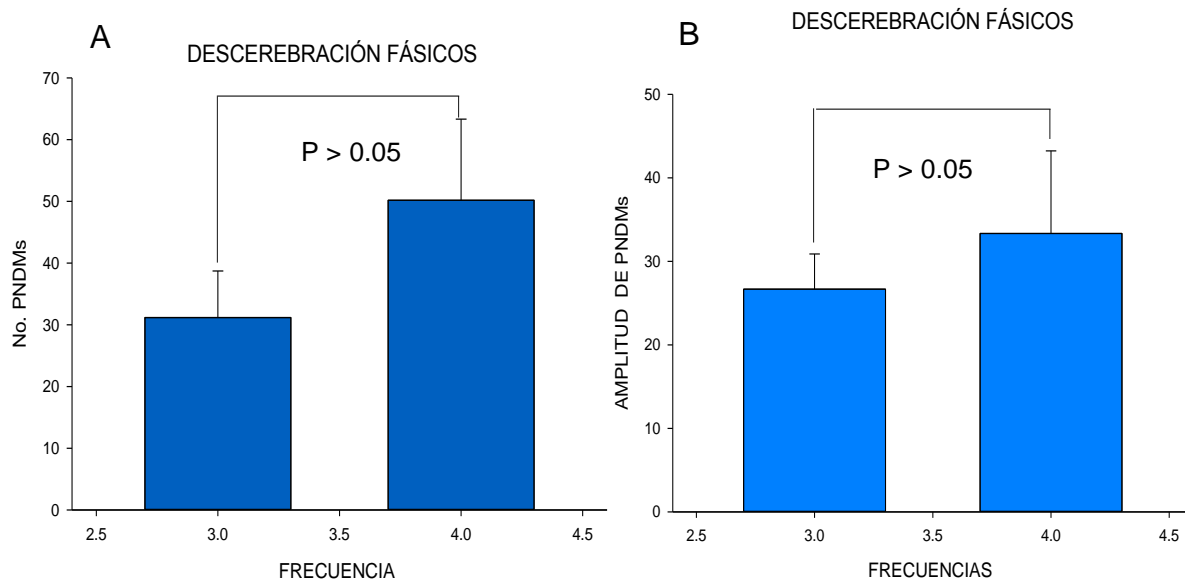 A
DESCEREBRACIÓN FÁSICOS
No. PNDMs
70
60
50
40
30
20
10
0
P > 0.05
2.5 3.0 3.5 4.0 4.5
FRECUENCIA
B
DESCEREBRACIÓN FÁSICOS
AMPLITUD DE PNDMs
50
40
30
20
10
0
P > 0.05
2.5 3.0 3.5 4.0 4.5
FRECUENCIAS